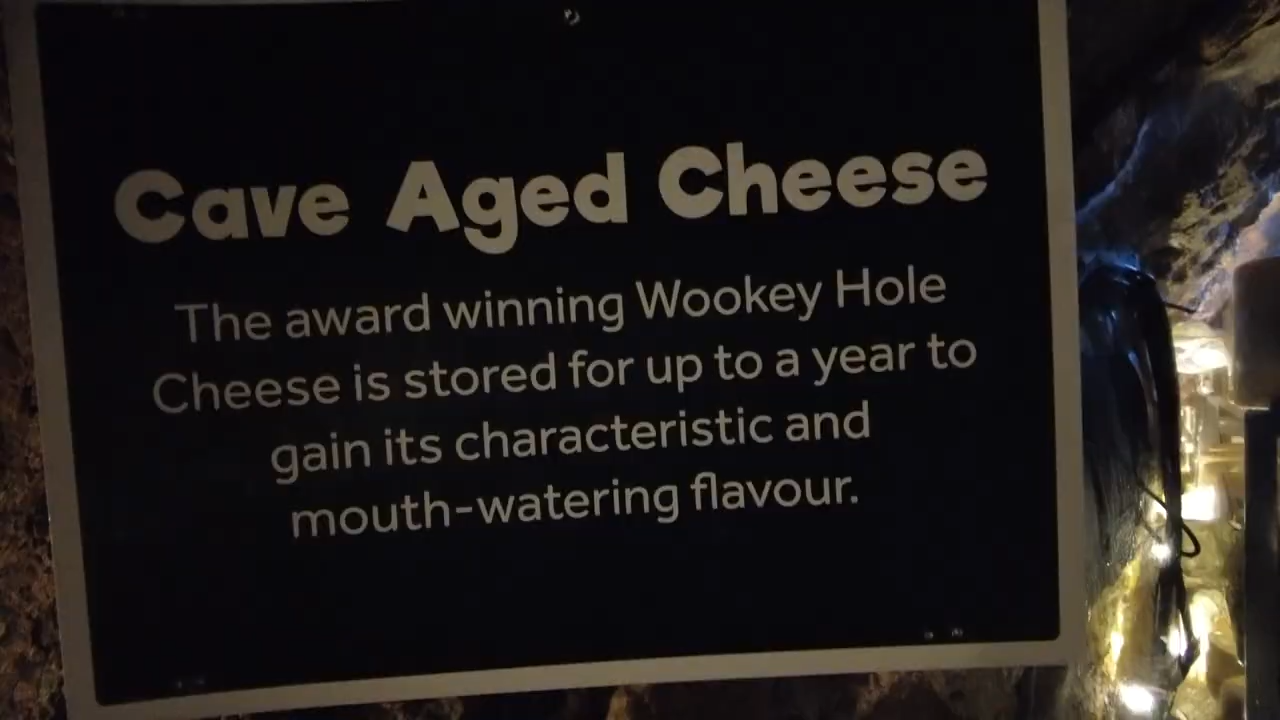 Cave Aged Cheese
The award winning Wookey Hole
Cheese is stored for up to a year to
gain its characteristic and
mouth-watering flavour.